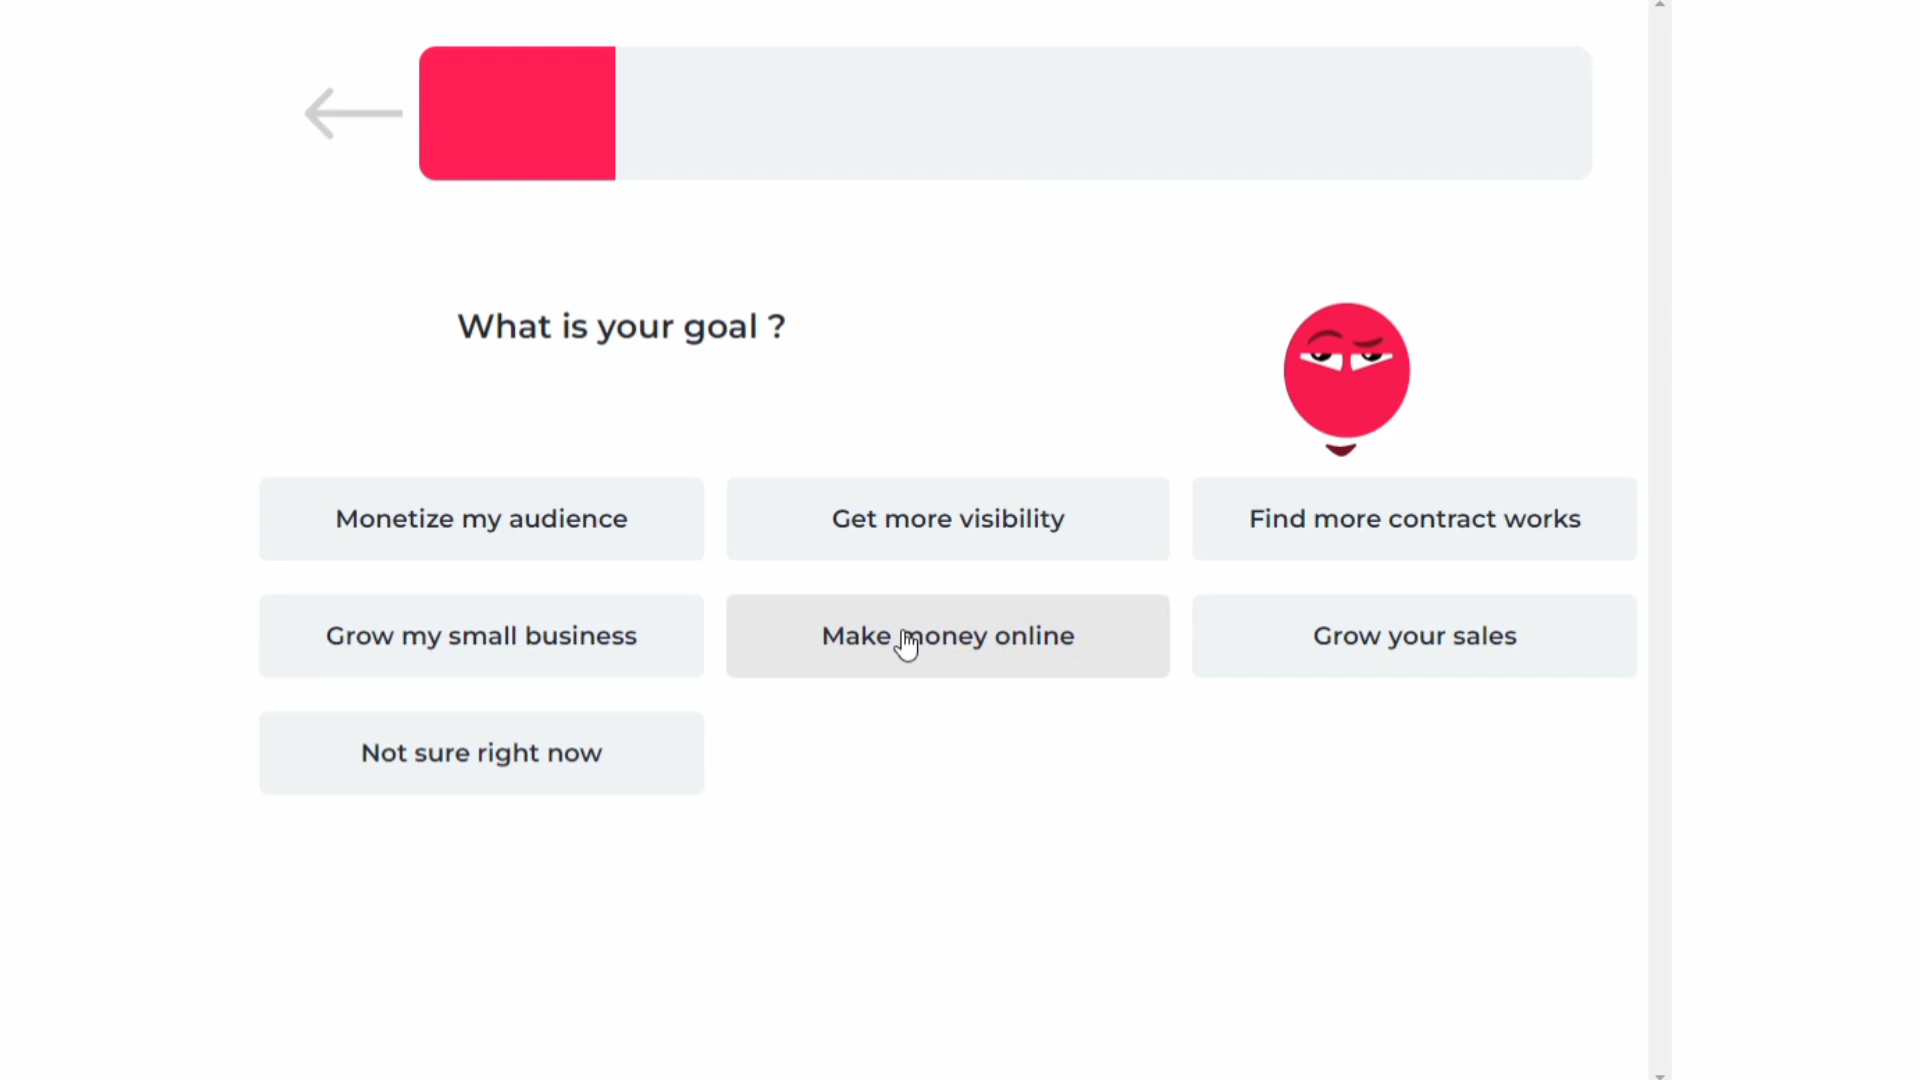 What is your goal ?
Monetize my audience
Get more visibility
Find more contract works
Grow my small business
Make money online
Grow your sales
Not sure right now